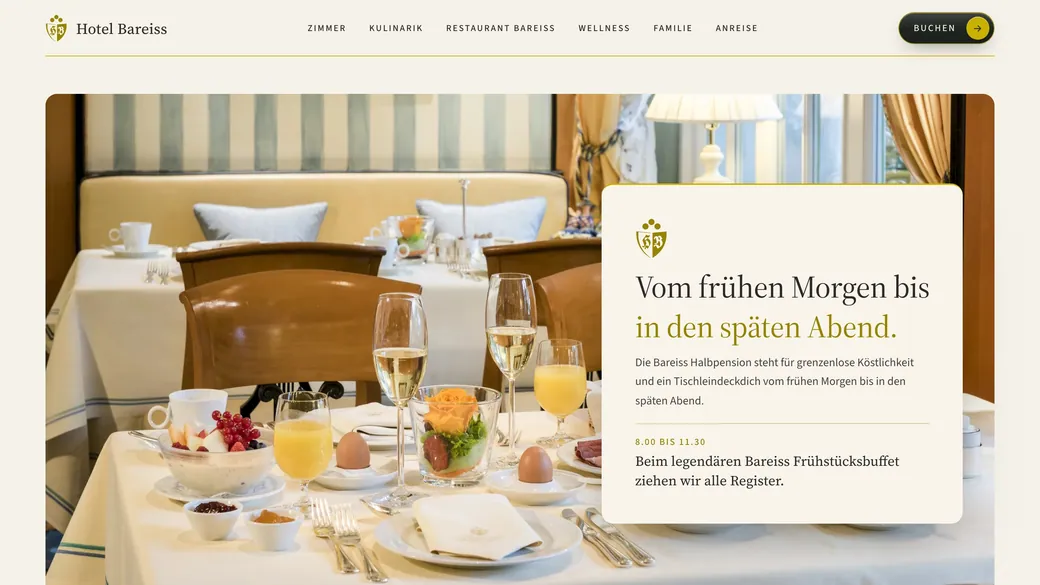 Hotel Bareiss
ZIMMER
KULINARIK
RESTAURANT BAREISS
WELLNESS
FAMILIE
ANREISE
BUCHEN
HB
Vom frühen Morgen bis
in den späten Abend.
Die Bareiss Halbpension steht für grenzenlose Köstlichkeit
und ein Tischleindeckdich vom frühen Morgen bis in den
späten Abend.
8.00 BIS 11.30
Beim legendären Bareiss Frühstücksbuffet
ziehen wir alle Register.